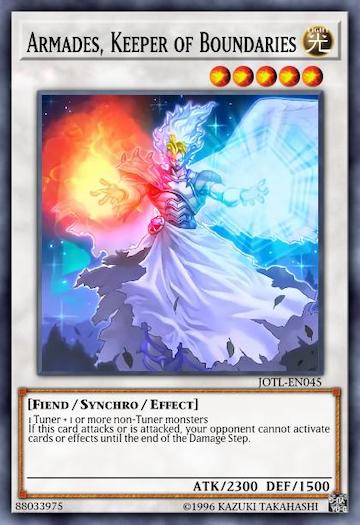 Armades, Keeper of Boundaries
LIGHT
光
JOTL-EN045
[Fiend / Synchro / Effect]
1 Tuner + 1 or more non-Tuner monsters
If this card attacks or is attacked, your opponent cannot activate
cards or effects until the end of the Damage Step.
ATK/2300 DEF/1500
88033975
©1996 KAZUKI TAKAHASHI